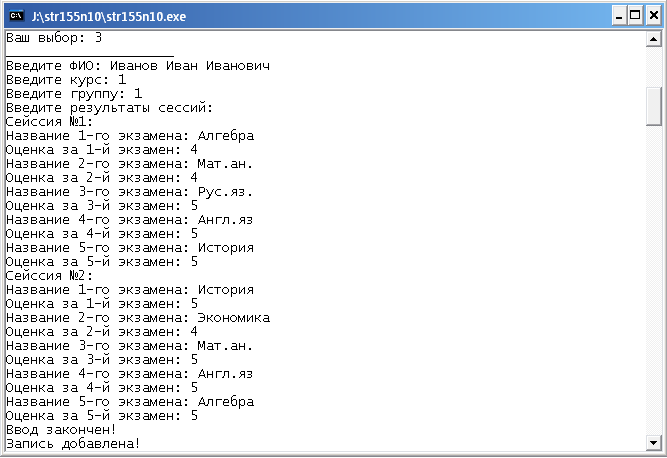 J:\str155n10\str155n10.exe
Ваш выбор: 3
Введите ФИО: Иванов Иван Иванович
Введите курс: 1
Введите группу: 1
Введите результаты сессий:
Сейссия №1:
Название 1-го экзамена: Алгебра
Оценка за 1-й экзамен: 4
Название 2-го экзамена: Мат.ан.
Оценка за 2-й экзамен: 4
Название 3-го экзамена: Рус.яз.
Оценка за 3-й экзамен: 5
Название 4-го экзамена: Англ.яз
Оценка за 4-й экзамен: 5
Название 5-го экзамена: История
Оценка за 5-й экзамен: 5
Сейссия №2:
Название 1-го экзамена: История
Оценка за 1-й экзамен: 5
Название 2-го экзамена: Экономика
Оценка за 2-й экзамен: 4
Название 3-го экзамена: Мат.ан.
Оценка за 3-й экзамен: 5
Название 4-го экзамена: Англ.яз
Оценка за 4-й экзамен: 5
Название 5-го экзамена: Алгебра
Оценка за 5-й экзамен: 5
Ввод закончен!
Запись добавлена!